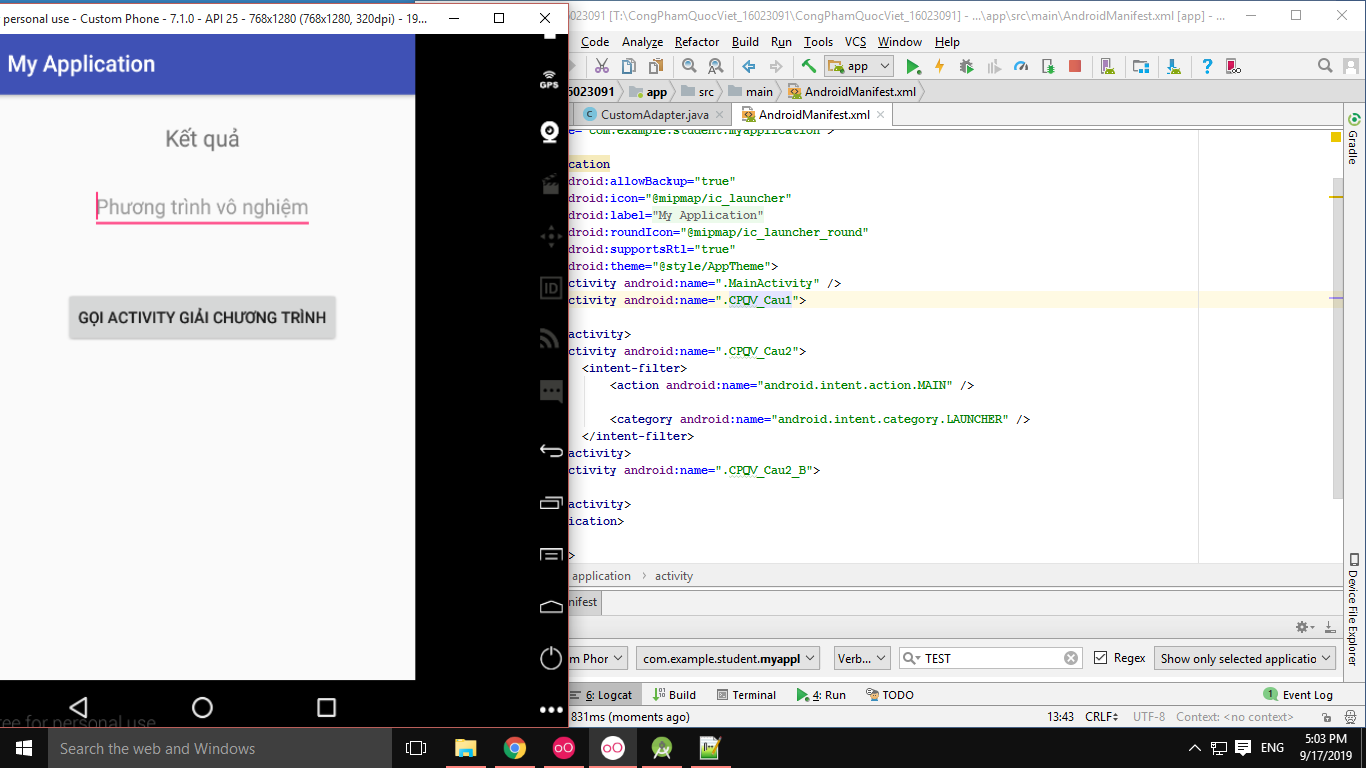 personal use - Custom Phone - 7.1.0 - API 25 - 768x1280 (768x1280, 320dpi) - 19...
My Application
Kết quả
Phương trình vô nghiệm
GỌI ACTIVITY GIẢI CHƯƠNG TRÌNH
GPS
ID
ree for personal use
16023091 [T:\CongPhamQuocViet_16023091\CongPhamQuocViet_16023091] - ...\app\src\main\AndroidManifest.xml [app] - ...
Code Analyze Refactor Build Run Tools VCS Window Help
app
16023091 app src main AndroidManifest.xml
CustomAdapter.java AndroidManifest.xml
e="com.example.student.myapplication">
ication
droid:allowBackup="true"
droid:icon="@mipmap/ic_launcher"
droid:label="My Application"
droid:roundIcon="@mipmap/ic_launcher_round"
droid:supportsRtl="true"
droid:theme="@style/AppTheme">
ctivity android:name=".MainActivity" />
ctivity android:name=".CPQV_Cau1">
activity>
ctivity android:name=".CPQV_Cau2">
<intent-filter>
<action android:name="android.intent.action.MAIN" />
<category android:name="android.intent.category.LAUNCHER" />
</intent-filter>
activity>
ctivity android:name=".CPQV_Cau2_B">
activity>
ication>
>
application › activity
nifest
m Phor com.example.student.myappl Verb... TEST Regex Show only selected applicatio
6: Logcat Build Terminal 4: Run TODO 1 Event Log
831ms (moments ago) 13:43 CRLF UTF-8 Context: <no context>
Gradle
Device File Explorer
Search the web and Windows
ENG
5:03 PM
9/17/2019